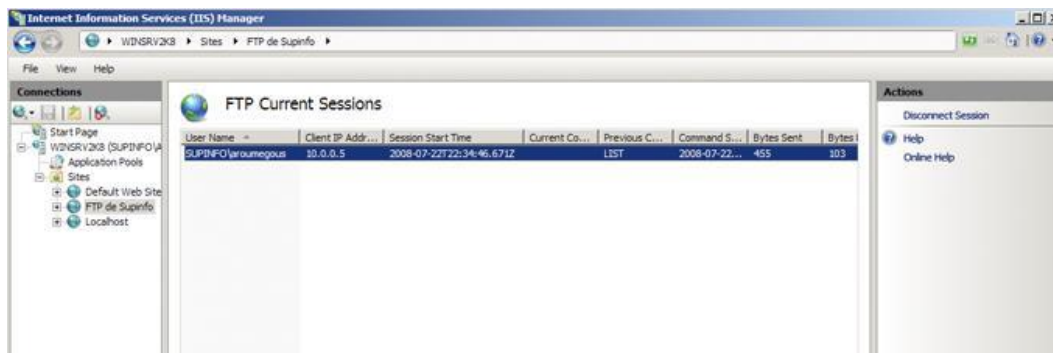 Internet Information Services (IIS) Manager
WINSRV2K8 Sites FTP de Supinfo
File View Help
Connections
Start Page
WINSRV2K8 (SUPINFO\A
Application Pools
Sites
Default Web Site
FTP de Supinfo
Localhost
FTP Current Sessions
User Name Client IP Addr... Session Start Time Current Co... Previous C... Command S... Bytes Sent Bytes
SUPINFO\aroumegous 10.0.0.5 2008-07-22T22:34:46.671Z LIST 2008-07-22... 455 103
Actions
Disconnect Session
Help
Online Help